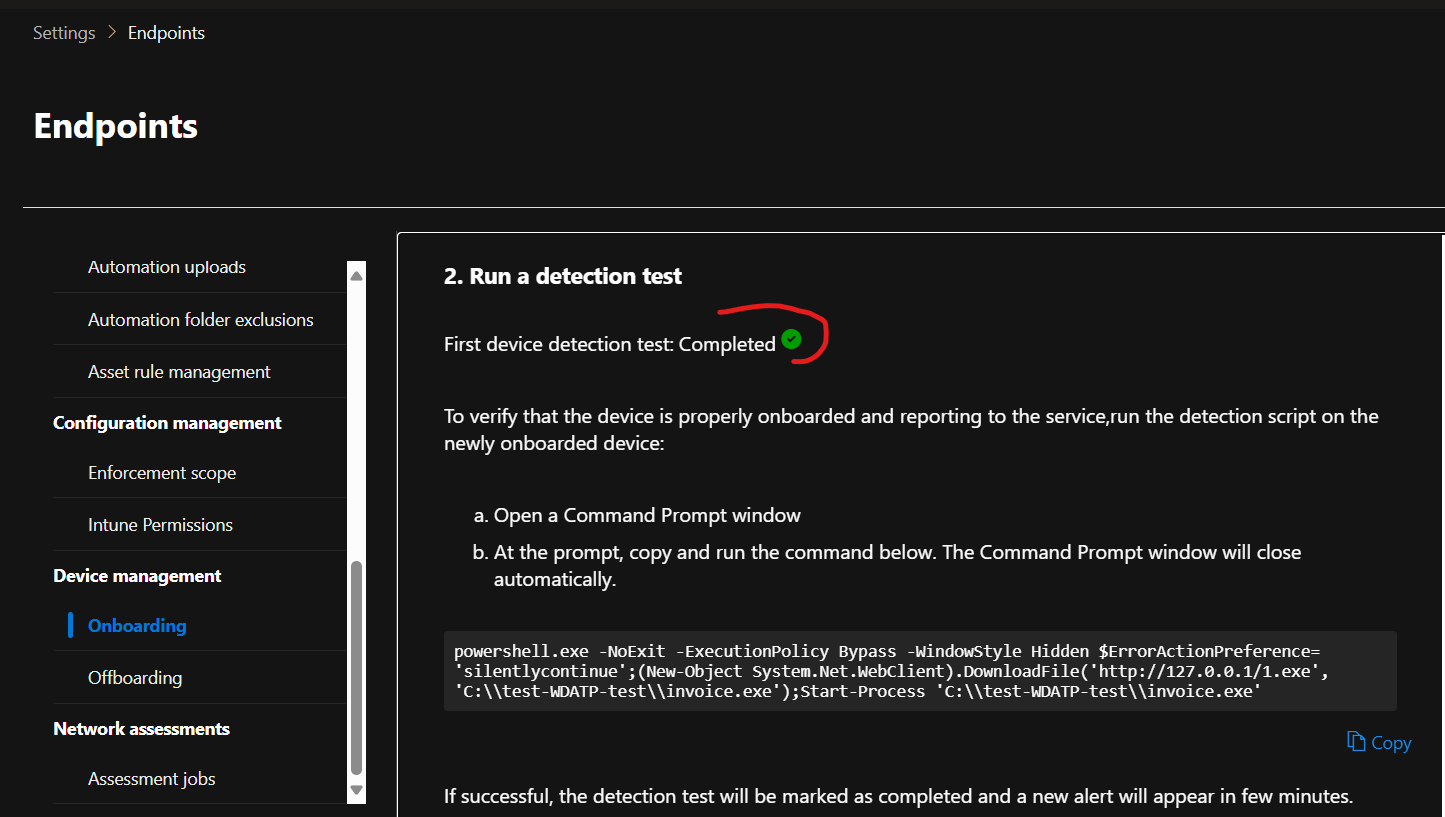 Settings > Endpoints
Endpoints
Automation uploads
Automation folder exclusions
Asset rule management
Configuration management
Enforcement scope
Intune Permissions
Device management
Onboarding
Offboarding
Network assessments
Assessment jobs
2. Run a detection test
First device detection test: Completed
To verify that the device is properly onboarded and reporting to the service,run the detection script on the
newly onboarded device:
a. Open a Command Prompt window
b. At the prompt, copy and run the command below. The Command Prompt window will close
automatically.
powershell.exe -NoExit -ExecutionPolicy Bypass -WindowStyle Hidden $ErrorActionPreference=
'silentlycontinue';(New-Object System.Net.WebClient).DownloadFile('http://127.0.0.1/1.exe',
'C:\\test-WDATP-test\\invoice.exe');Start-Process 'C:\\test-WDATP-test\\invoice.exe'
Copy
If successful, the detection test will be marked as completed and a new alert will appear in few minutes.